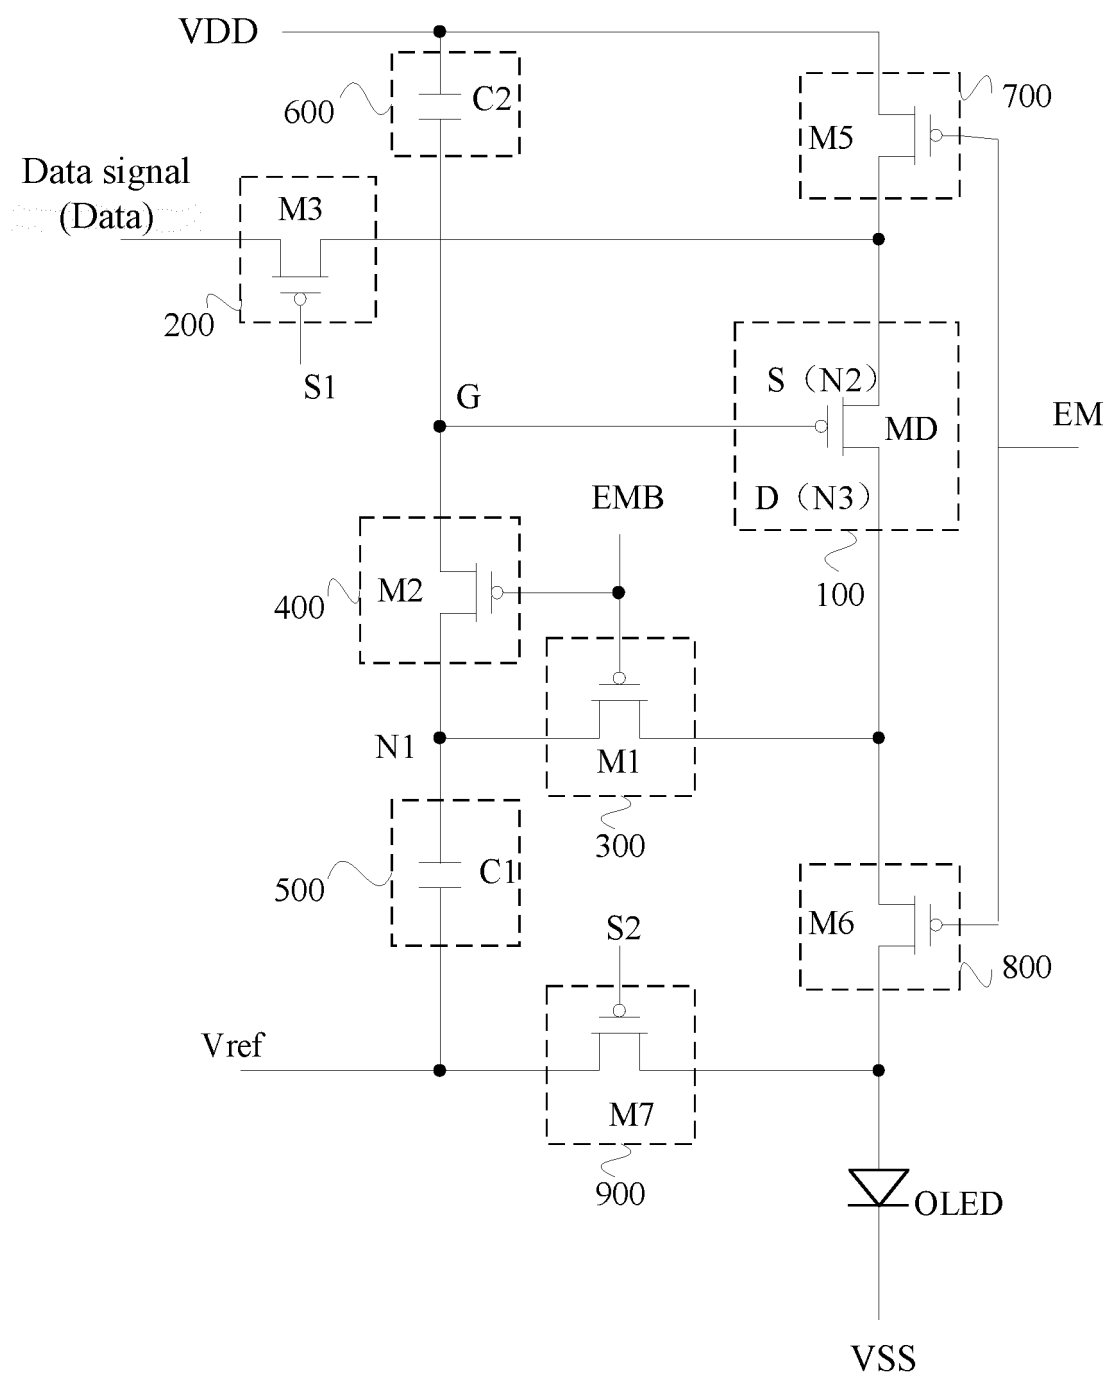 VDD
C2
600
700
M5
Data signal
(Data)
M3
200
S1
G
S（N2）
MD
EM
D（N3）
EMB
100
M2
400
N1
M1
300
C1
500
S2
M6
800
Vref
M7
900
OLED
VSS